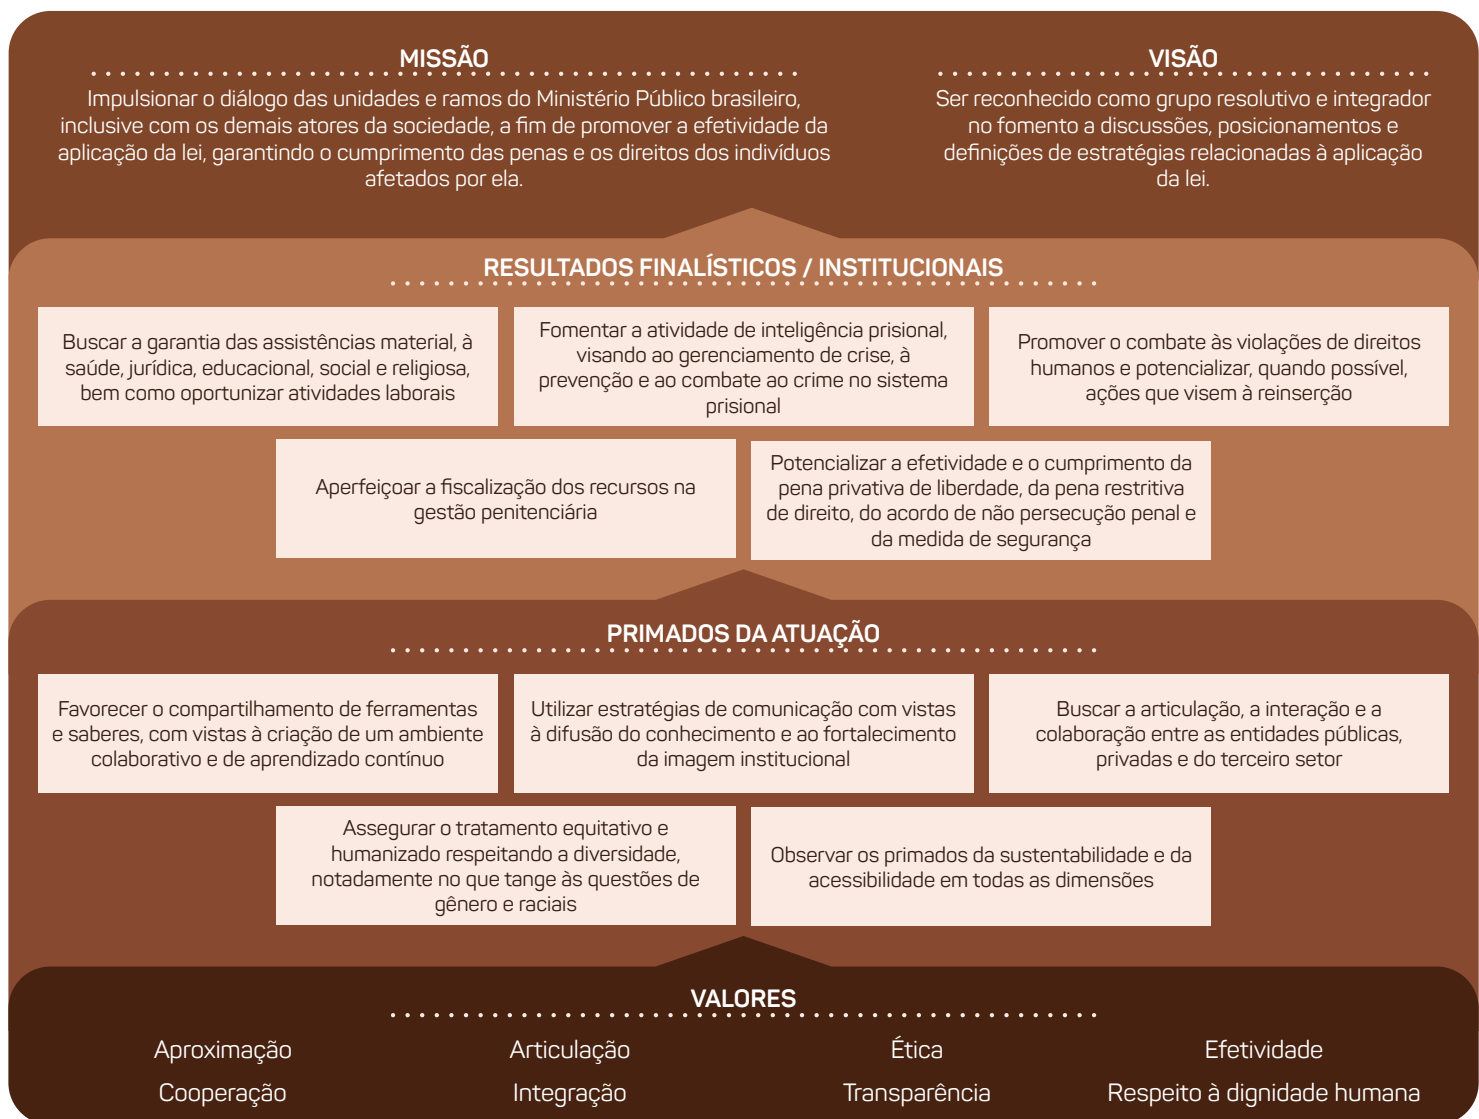 MISSÃO
Impulsionar o diálogo das unidades e ramos do Ministério Público brasileiro,
inclusive com os demais atores da sociedade, a fim de promover a efetividade da
aplicação da lei, garantindo o cumprimento das penas e os direitos dos indivíduos
afetados por ela.
VISÃO
Ser reconhecido como grupo resolutivo e integrador
no fomento a discussões, posicionamentos e
definições de estratégias relacionadas à aplicação
da lei.
RESULTADOS FINALÍSTICOS / INSTITUCIONAIS
Buscar a garantia das assistências material, à
saúde, jurídica, educacional, social e religiosa,
bem como oportunizar atividades laborais
Fomentar a atividade de inteligência prisional,
visando ao gerenciamento de crise, à
prevenção e ao combate ao crime no sistema
prisional
Promover o combate às violações de direitos
humanos e potencializar, quando possível,
ações que visem à reinserção
Aperfeiçoar a fiscalização dos recursos na
gestão penitenciária
Potencializar a efetividade e o cumprimento da
pena privativa de liberdade, da pena restritiva
de direito, do acordo de não persecução penal e
da medida de segurança
PRIMADOS DA ATUAÇÃO
Favorecer o compartilhamento de ferramentas
e saberes, com vistas à criação de um ambiente
colaborativo e de aprendizado contínuo
Utilizar estratégias de comunicação com vistas
à difusão do conhecimento e ao fortalecimento
da imagem institucional
Buscar a articulação, a interação e a
colaboração entre as entidades públicas,
privadas e do terceiro setor
Assegurar o tratamento equitativo e
humanizado respeitando a diversidade,
notadamente no que tange às questões de
gênero e raciais
Observar os primados da sustentabilidade e da
acessibilidade em todas as dimensões
VALORES
Aproximação
Articulação
Ética
Efetividade
Cooperação
Integração
Transparência
Respeito à dignidade humana